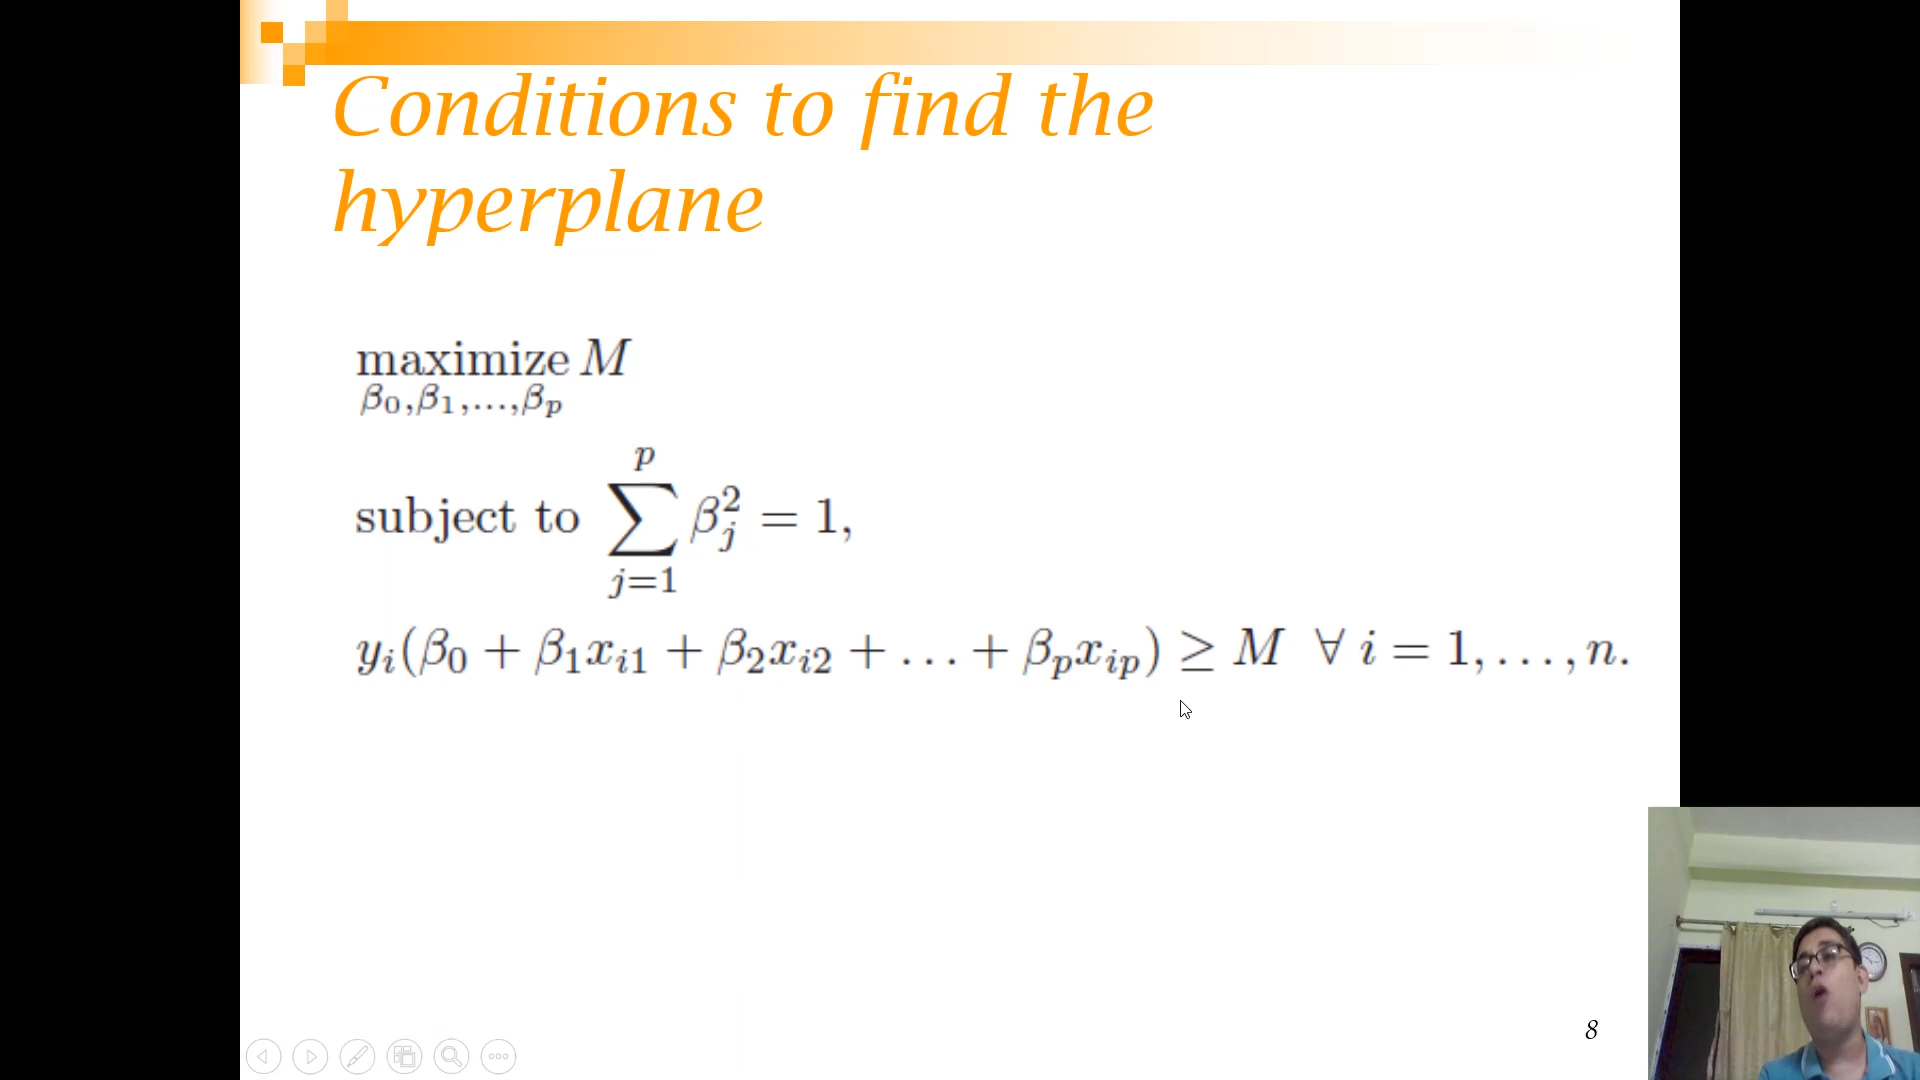 Conditions to find the
hyperplane
maximize M
β₀,β₁,...,βₚ
subject to ∑ⱼ₌₁ᵖ βⱼ² = 1,
yᵢ(β₀ + β₁xᵢ₁ + β₂xᵢ₂ + ... + βₚxᵢₚ) ≥ M ∀ i = 1, . . . , n.
8